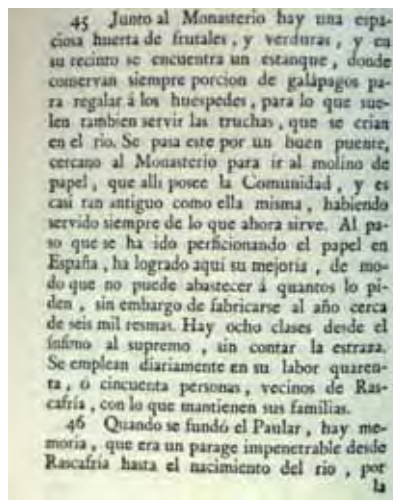 45 Junto al Monasterio hay una espa-
ciosa huerta de frutales, y verduras, y en
su recinto se encuentra un estanque, donde
conservan siempre porcion de galápagos pa-
ra regalar á los huespedes, para lo que sue-
len tambien servir las truchas, que se crian
en el rio. Se pasa este por un buen puente,
cercano al Monasterio para ir al molino de
papel, que alli posee la Comunidad, y es
casi tan antiguo como ella misma, habiendo
servido siempre de lo que ahora sirve. Al pa-
so que se ha ido perficionando el papel en
España, ha logrado aqui su mejoria, de mo-
do que no puede abastecer á quantos lo pi-
den, sin embargo de fabricarse al año cerca
de seis mil resmas. Hay ocho clases desde el
ínfimo al supremo, sin contar la estraza.
Se emplean diariamente en su labor quaren-
ta, ó cincuenta personas, vecinos de Ras-
cafria, con lo que mantienen sus familias.
46 Quando se fundó el Paular, hay me-
moria, que era un parage impenetrable desde
Rascafria hasta el nacimiento del rio, por
la